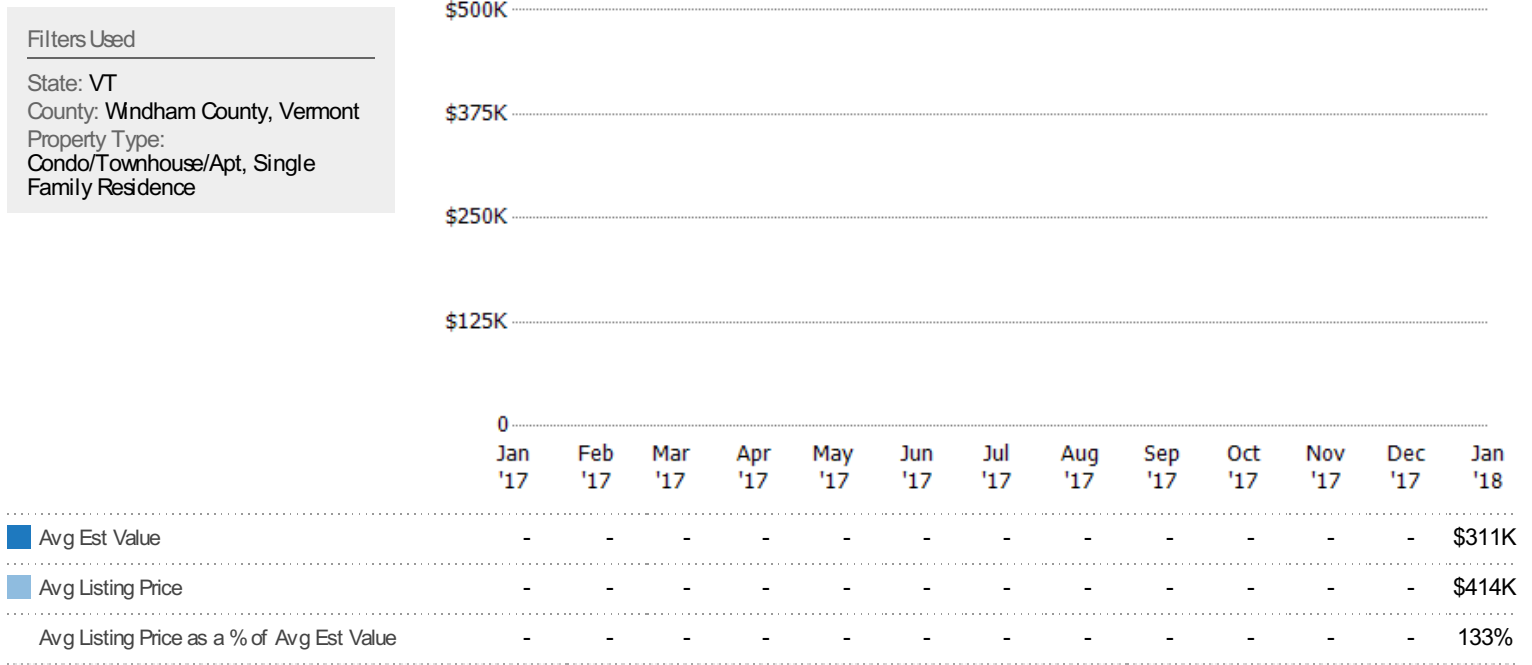 Filters Used
State: VT
County: Windham County, Vermont
Property Type:
Condo/Townhouse/Apt, Single
Family Residence
$500K
$375K
$250K
$125K
0
Jan Feb Mar Apr May Jun Jul Aug Sep Oct Nov Dec Jan
'17 '17 '17 '17 '17 '17 '17 '17 '17 '17 '17 '17 '18
Avg Est Value - - - - - - - - - - - - $311K
Avg Listing Price - - - - - - - - - - - - $414K
Avg Listing Price as a % of Avg Est Value - - - - - - - - - - - - 133%